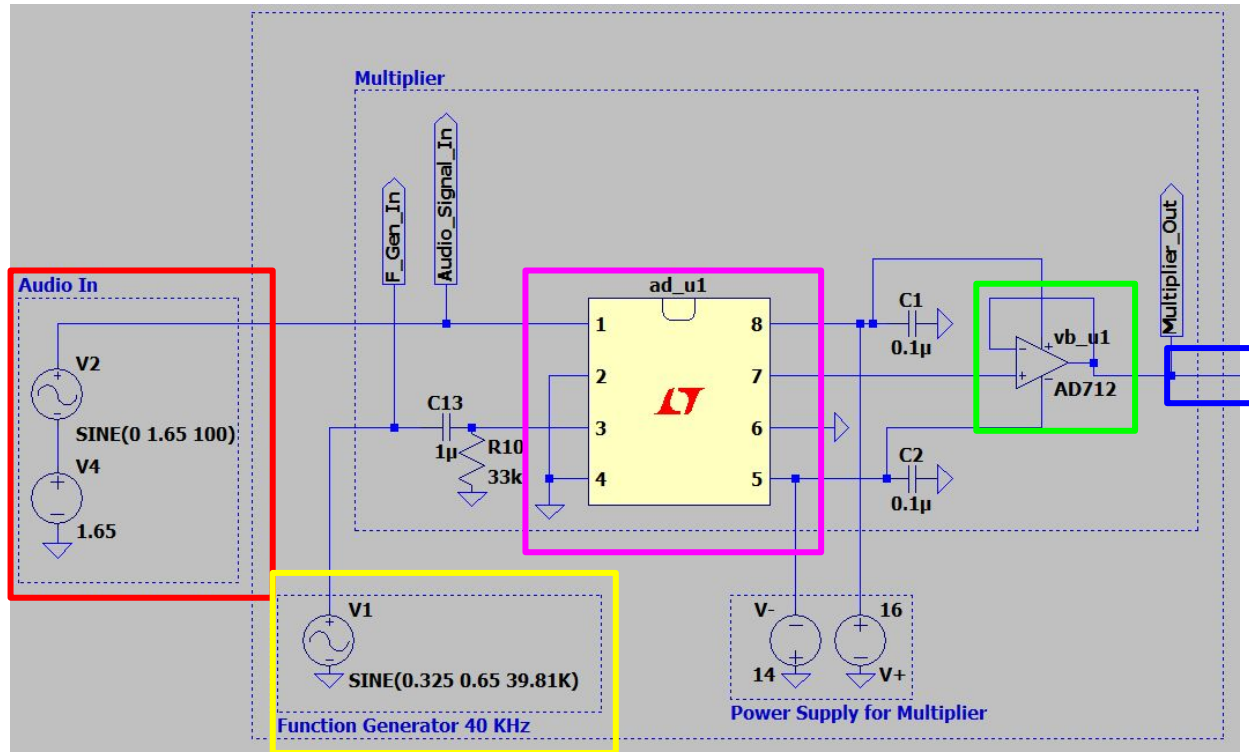 Multiplier
F_Gen_In
Audio_Signal_In
Multiplier_Out
Audio In
V2
SINE(0 1.65 100)
V4
1.65
C13
1µ
R10
33k
ad_u1
1
2
3
4
8
7
6
5
C1
0.1µ
vb_u1
AD712
C2
0.1µ
V1
SINE(0.325 0.65 39.81K)
Function Generator 40 KHz
V-
14
16
V+
Power Supply for Multiplier